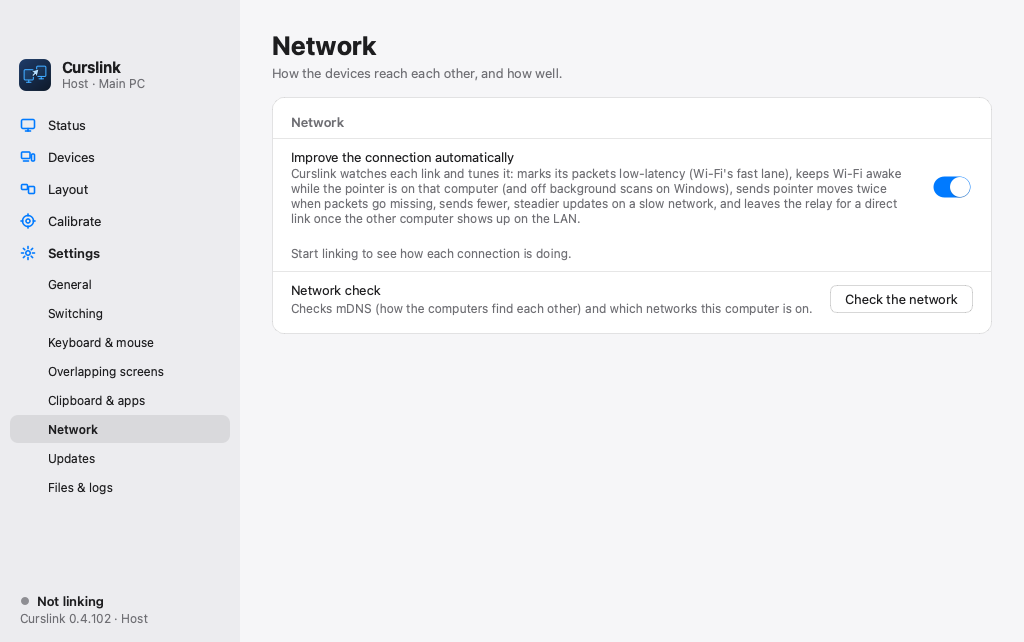 Curslink
Host · Main PC
Status
Devices
Layout
Calibrate
Settings
General
Switching
Keyboard & mouse
Overlapping screens
Clipboard & apps
Network
Updates
Files & logs
Not linking
Curslink 0.4.102 · Host
Network
How the devices reach each other, and how well.
Network
Improve the connection automatically
Curslink watches each link and tunes it: marks its packets low-latency (Wi-Fi's fast lane), keeps Wi-Fi awake
while the pointer is on that computer (and off background scans on Windows), sends pointer moves twice
when packets go missing, sends fewer, steadier updates on a slow network, and leaves the relay for a direct
link once the other computer shows up on the LAN.
Start linking to see how each connection is doing.
Network check
Checks mDNS (how the computers find each other) and which networks this computer is on.
Check the network